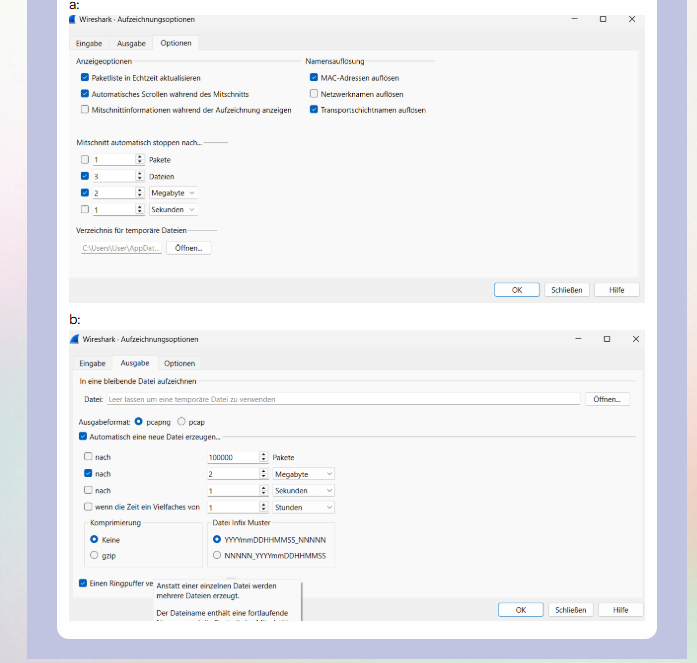 a:
Wireshark · Aufzeichnungsoptionen
Eingabe Ausgabe Optionen
Anzeigeoptionen Namensauflösung
Paketliste in Echtzeit aktualisieren MAC-Adressen auflösen
Automatisches Scrollen während des Mitschnitts Netzwerknamen auflösen
Mitschnittinformationen während der Aufzeichnung anzeigen Transportschichtnamen auflösen
Mitschnitt automatisch stoppen nach...
1 Pakete
3 Dateien
2 Megabyte
1 Sekunden
Verzeichnis für temporäre Dateien
C:\Users\User\AppDat... Öffnen...
OK Schließen Hilfe
b:
Wireshark · Aufzeichnungsoptionen
Eingabe Ausgabe Optionen
In eine bleibende Datei aufzeichnen
Datei: Leer lassen um eine temporäre Datei zu verwenden Öffnen...
Ausgabeformat: pcapng pcap
Automatisch eine neue Datei erzeugen...
nach 100000 Pakete
nach 2 Megabyte
nach 1 Sekunden
wenn die Zeit ein Vielfaches von 1 Stunden
Komprimierung Datei Infix Muster
Keine YYYYmmDDHHMMSS_NNNNN
gzip NNNNN_YYYYmmDDHHMMSS
Einen Ringpuffer ve
Anstatt einer einzelnen Datei werden
mehrere Dateien erzeugt.
Der Dateiname enthält eine fortlaufende
OK Schließen Hilfe